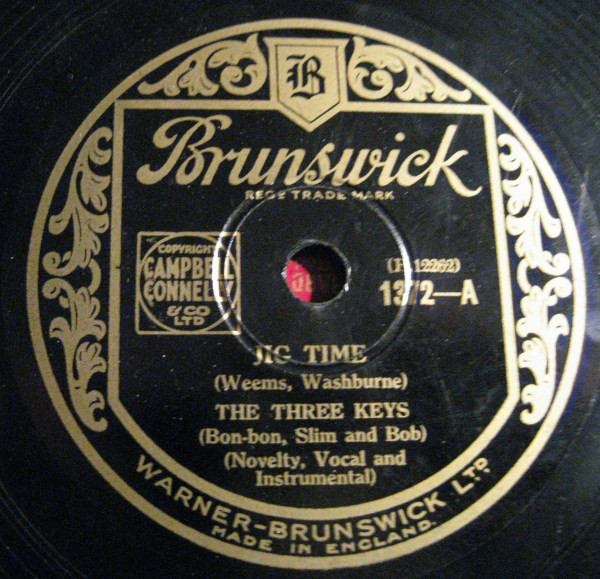 B
Brunswick
REGD TRADE MARK
COPYRIGHT
CAMPBELL
CONNELLY
& CO
LTD
1372—A
JIG TIME
(Weems, Washburne)
THE THREE KEYS
(Bon-bon, Slim and Bob)
(Novelty, Vocal and
Instrumental)
WARNER-BRUNSWICK LTD.
MADE IN ENGLAND.